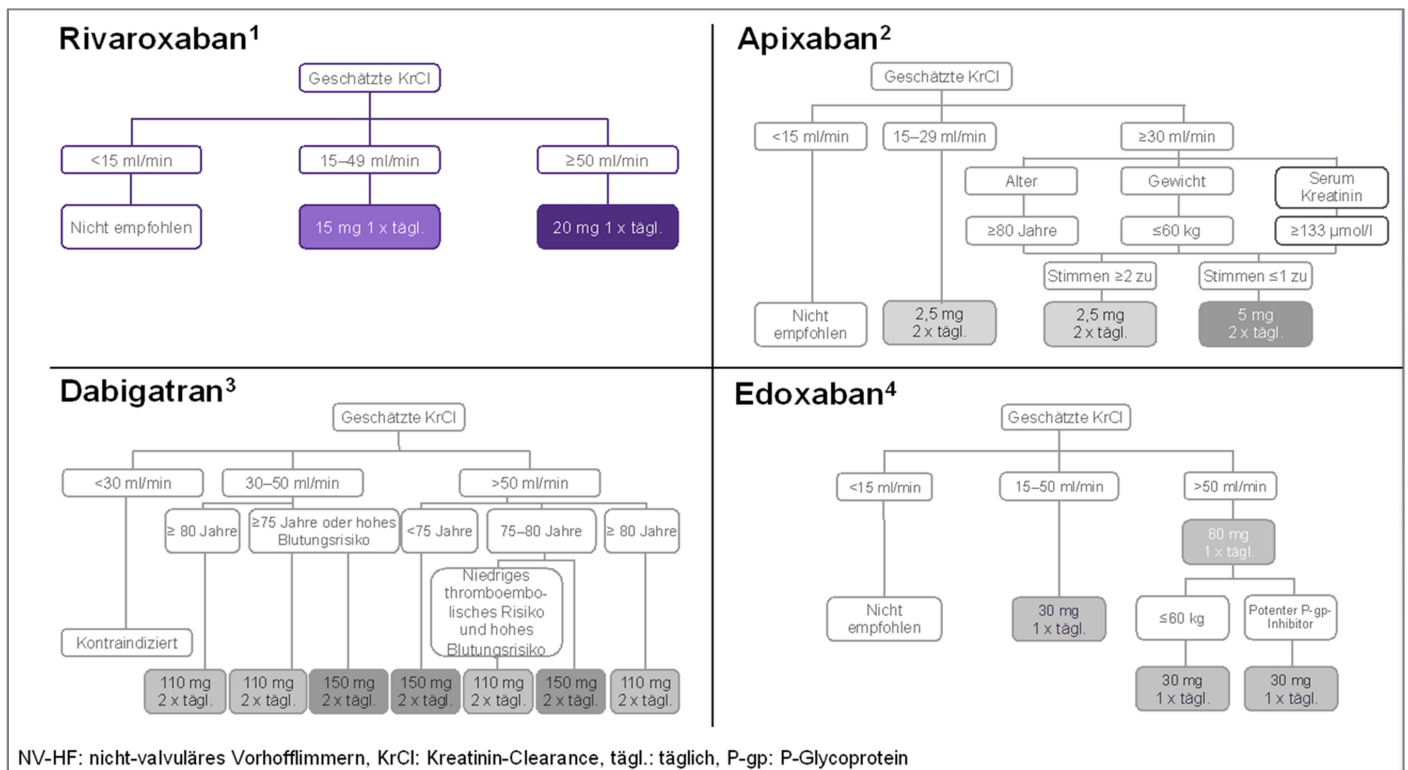 Rivaroxaban¹
Geschätzte KrCl
<15 ml/min
15–49 ml/min
≥50 ml/min
Nicht empfohlen
15 mg 1 x tägl.
20 mg 1 x tägl.
Apixaban²
Geschätzte KrCl
<15 ml/min
15–29 ml/min
≥30 ml/min
Alter
Gewicht
Serum
Kreatinin
≥80 Jahre
≤60 kg
≥133 µmol/l
Stimmen ≥2 zu
Stimmen ≤1 zu
Nicht
empfohlen
2,5 mg
2 x tägl.
2,5 mg
2 x tägl.
5 mg
2 x tägl.
Dabigatran³
Geschätzte KrCl
<30 ml/min
30–50 ml/min
>50 ml/min
≥ 80 Jahre
≥75 Jahre oder hohes
Blutungsrisiko
<75 Jahre
75–80 Jahre
≥ 80 Jahre
Niedriges
thromboembo-
lisches Risiko
und hohes
Blutungsrisiko
Kontraindiziert
110 mg
2 x tägl.
110 mg
2 x tägl.
150 mg
2 x tägl.
150 mg
2 x tägl.
110 mg
2 x tägl.
150 mg
2 x tägl.
110 mg
2 x tägl.
Edoxaban⁴
Geschätzte KrCl
<15 ml/min
15–50 ml/min
>50 ml/min
60 mg
1 x tägl.
Nicht
empfohlen
30 mg
1 x tägl.
≤60 kg
Potenter P-gp-
Inhibitor
30 mg
1 x tägl.
30 mg
1 x tägl.
NV-HF: nicht-valvuläres Vorhofflimmern, KrCl: Kreatinin-Clearance, tägl.: täglich, P-gp: P-Glycoprotein